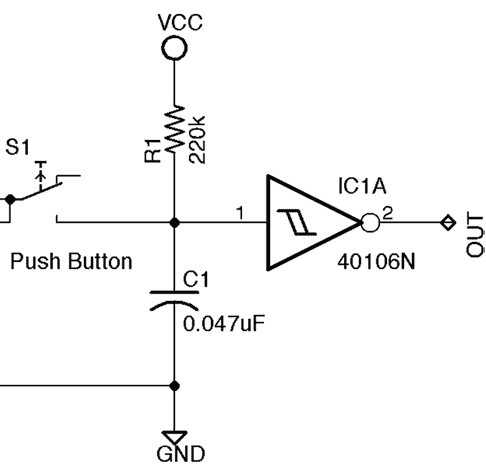 VCC
R1
220k
S1
IC1A
1
2
OUT
Push Button
40106N
C1
0.047uF
GND